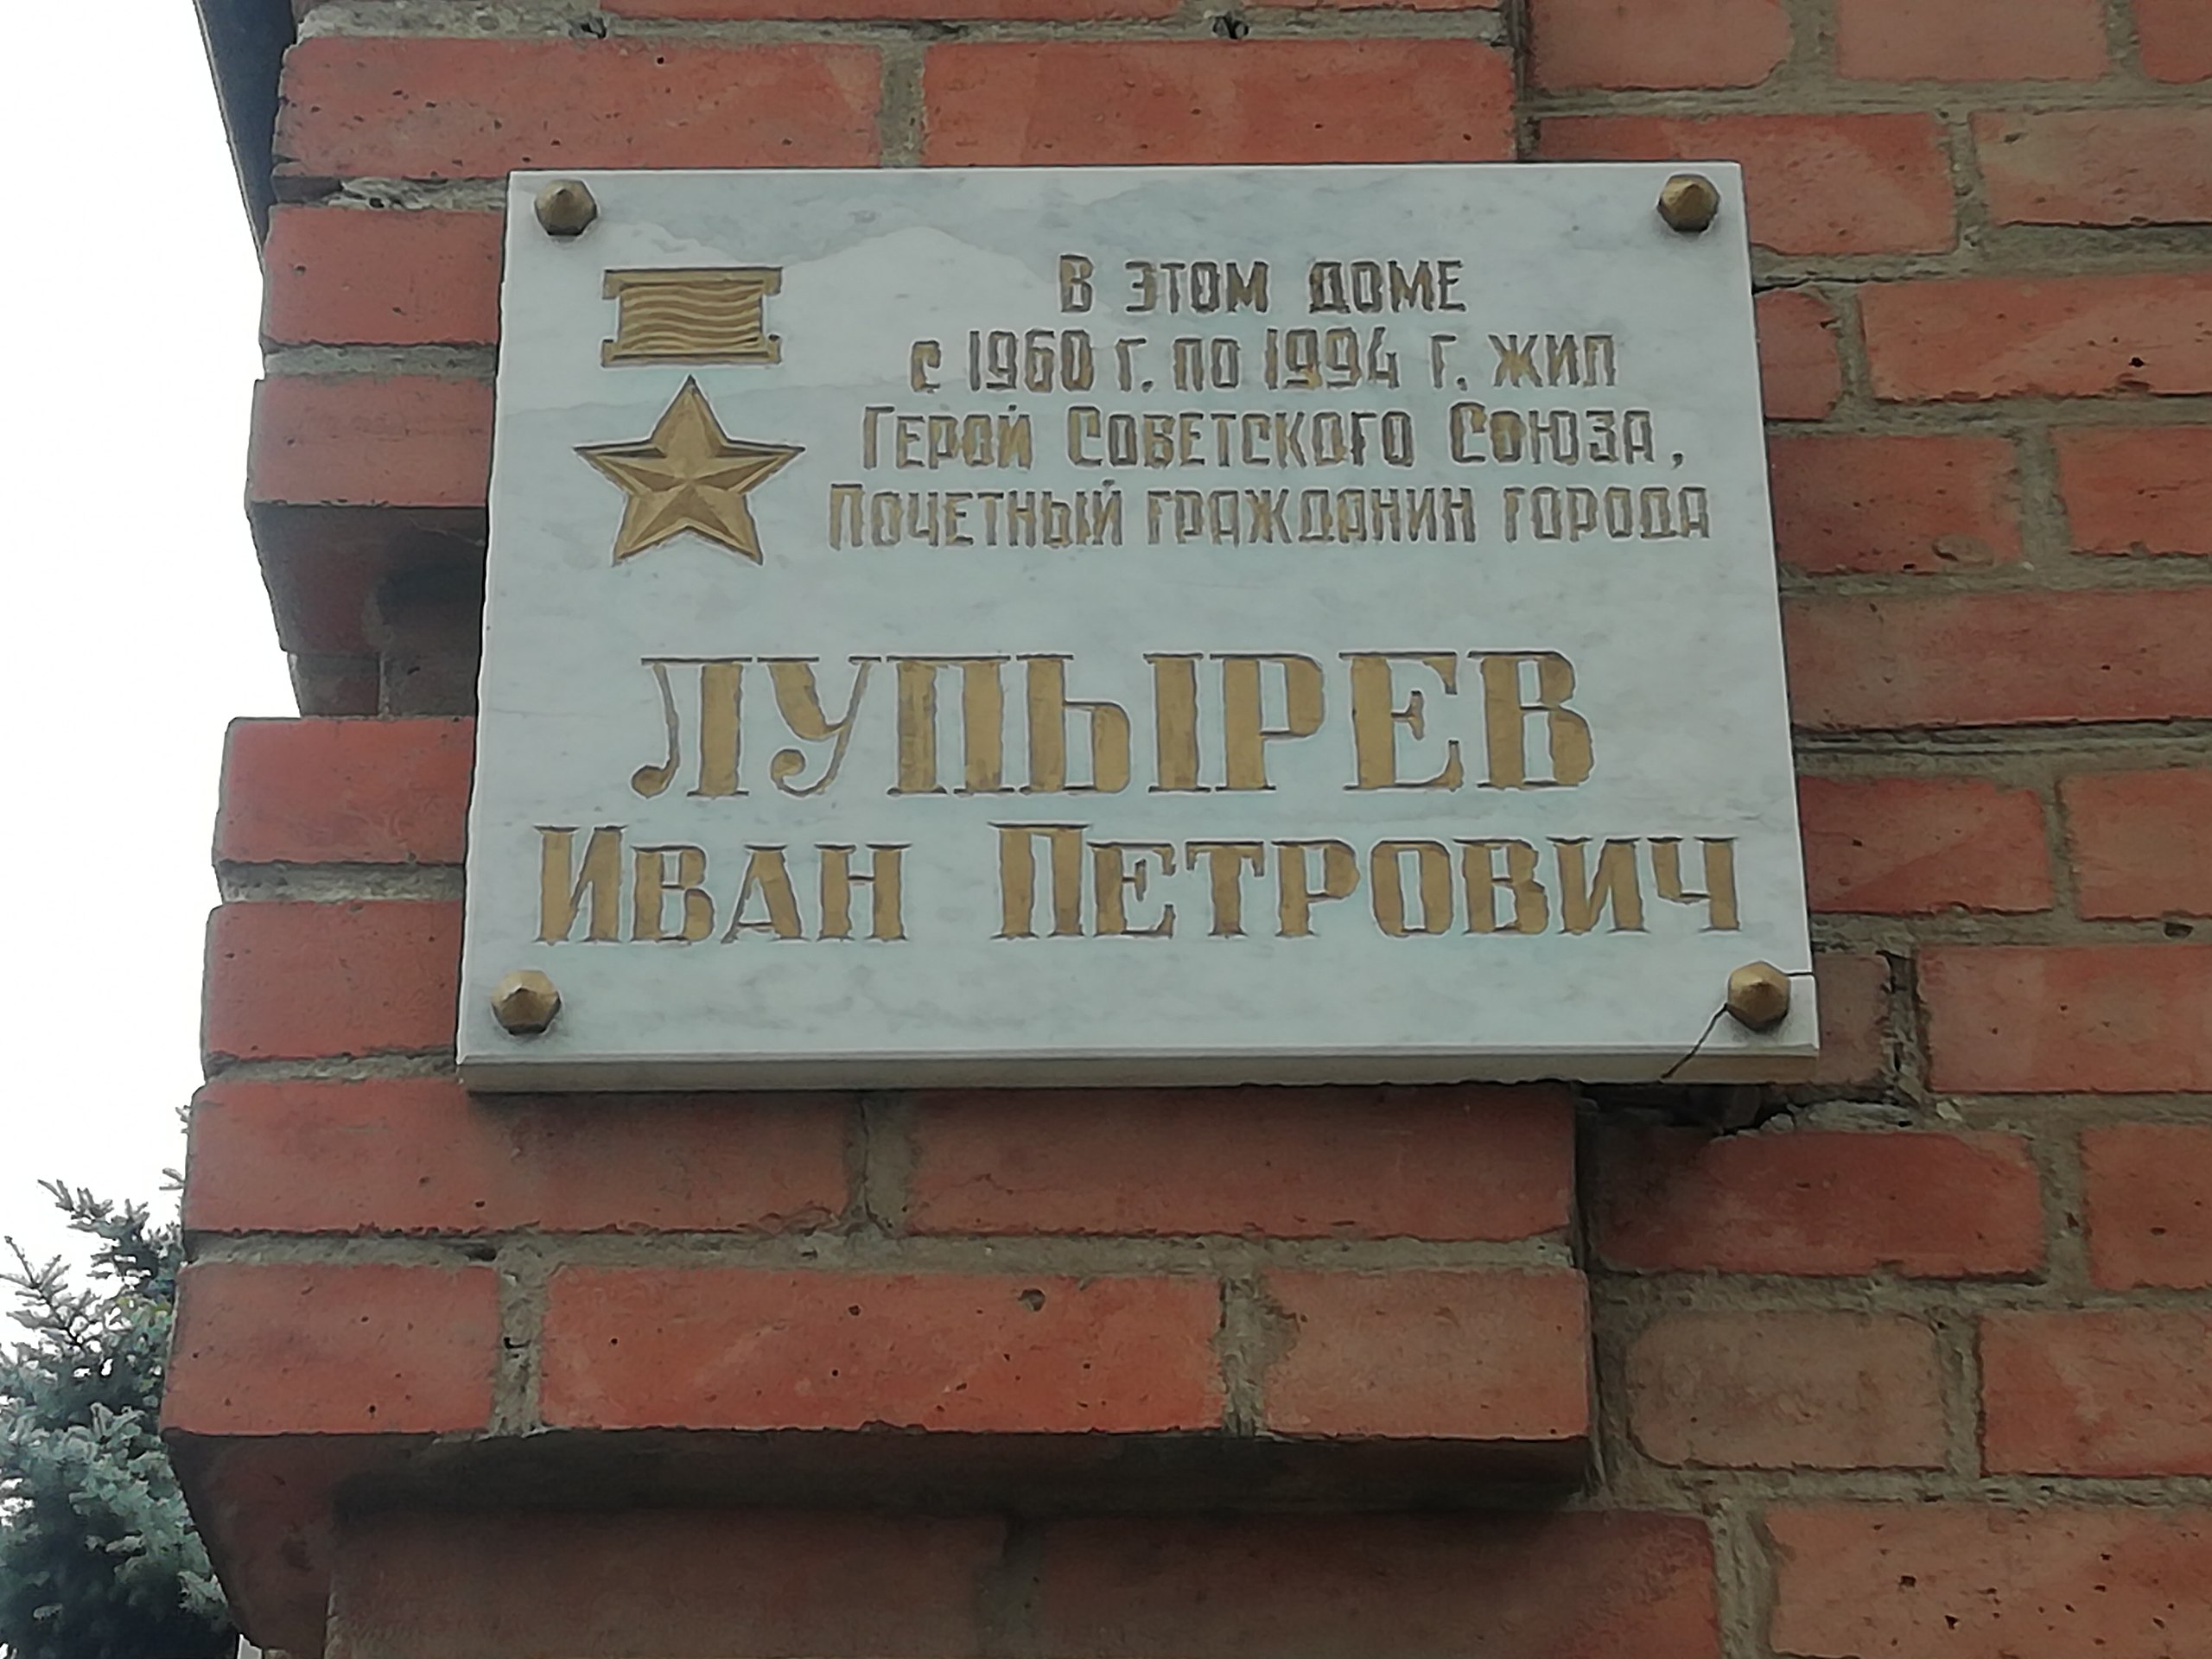 В ЭТОМ ДОМЕ
С 1960 Г. ПО 1994 Г. ЖИЛ
ГЕРОЙ СОВЕТСКОГО СОЮЗА,
ПОЧЕТНЫЙ ГРАЖДАНИН ГОРОДА
ЛУПЫРЕВ
ИВАН ПЕТРОВИЧ